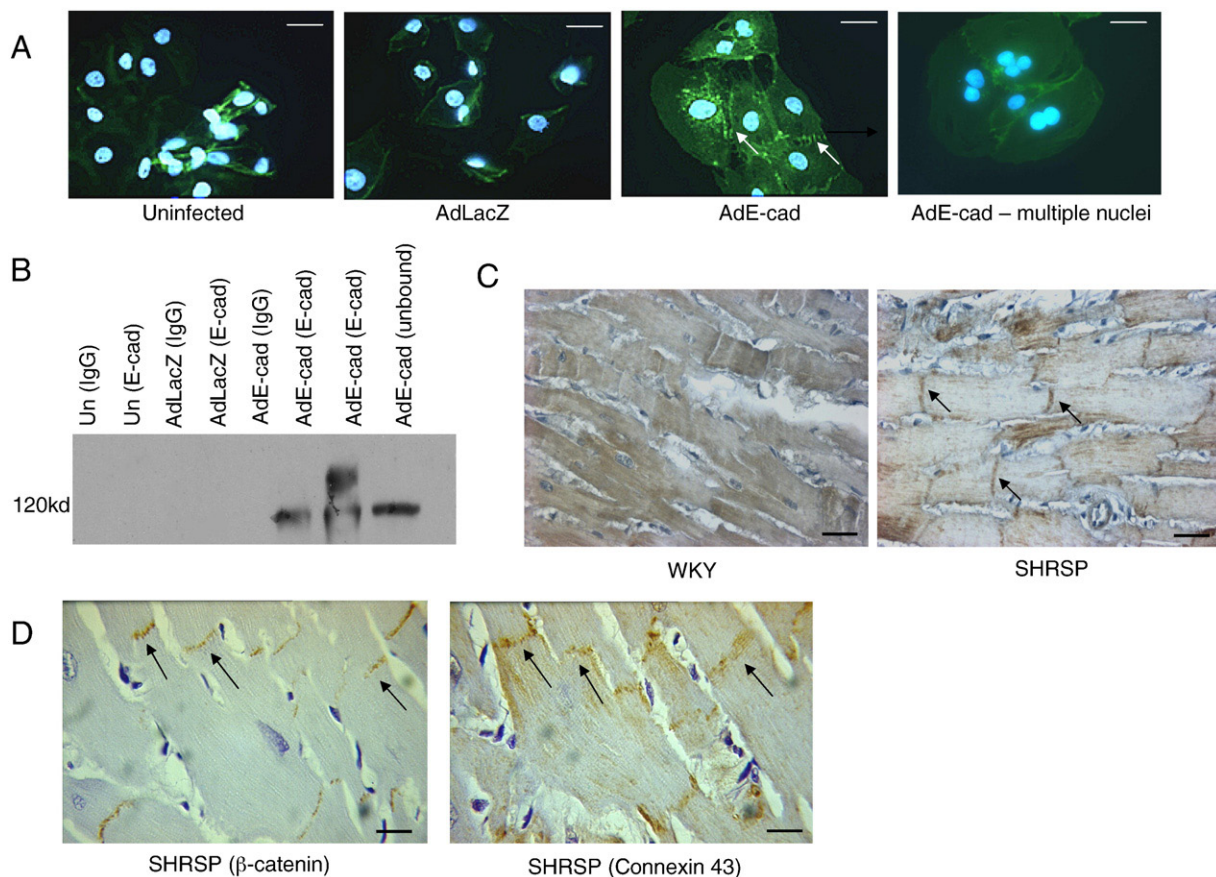 A
Uninfected
AdLacZ
AdE-cad
AdE-cad – multiple nuclei
B
Un (IgG)
Un (E-cad)
AdLacZ (IgG)
AdLacZ (E-cad)
AdE-cad (IgG)
AdE-cad (E-cad)
AdE-cad (E-cad)
AdE-cad (unbound)
120kd
C
WKY
SHRSP
D
SHRSP (β-catenin)
SHRSP (Connexin 43)